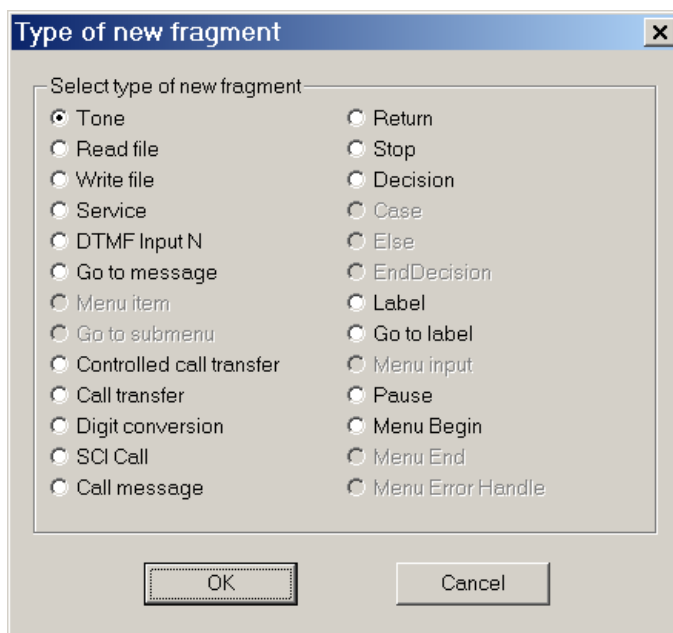 Type of new fragment
Select type of new fragment
Tone
Read file
Write file
Service
DTMF Input N
Go to message
Menu item
Go to submenu
Controlled call transfer
Call transfer
Digit conversion
SCI Call
Call message
Return
Stop
Decision
Case
Else
EndDecision
Label
Go to label
Menu input
Pause
Menu Begin
Menu End
Menu Error Handle
OK
Cancel